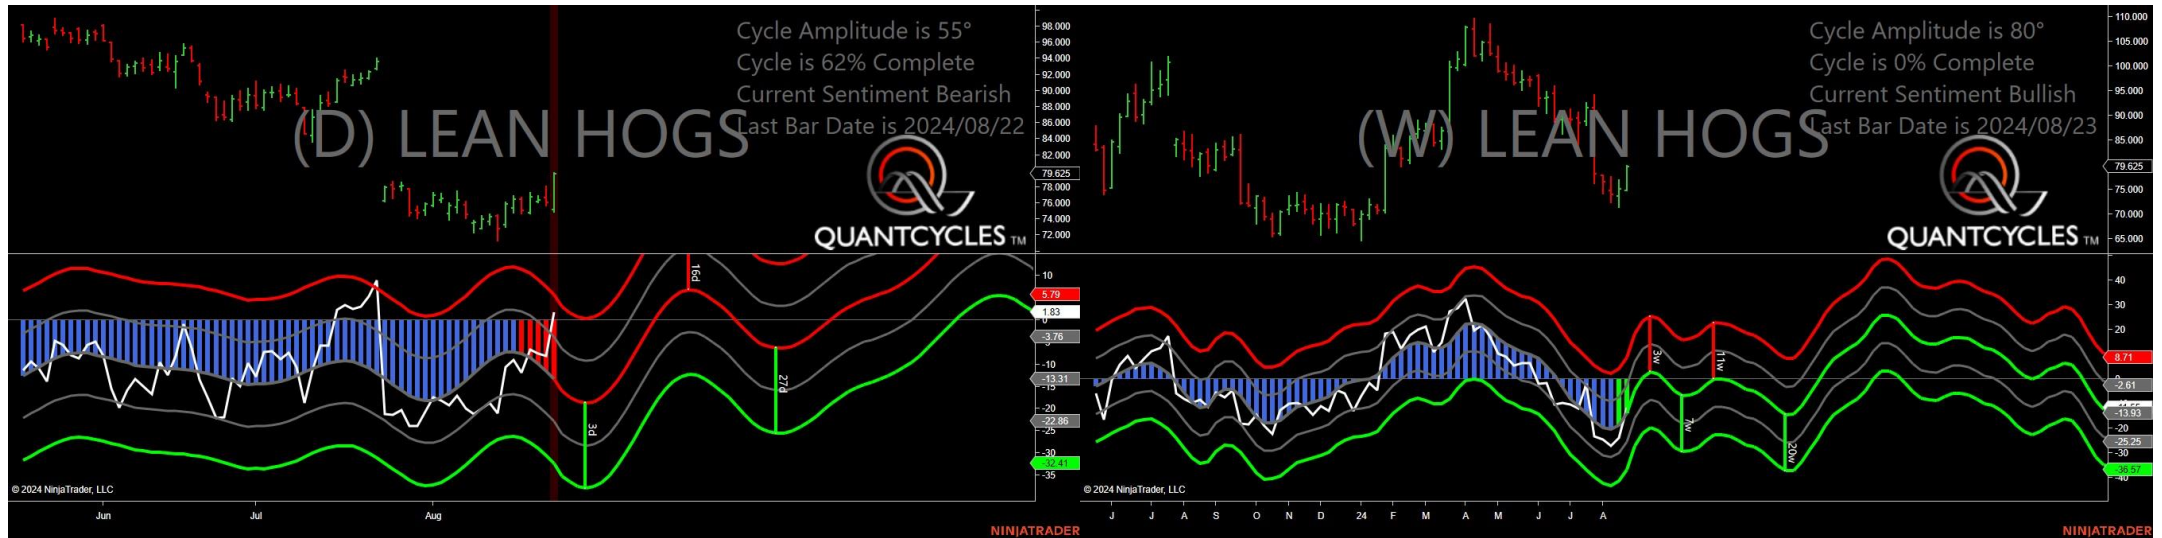 Cycle Amplitude is 55°
Cycle is 62% Complete
Current Sentiment Bearish
Last Bar Date is 2024/08/22
(D) LEAN HOGS
QUANTCYCLES TM
98.000
96.000
94.000
92.000
90.000
88.000
86.000
84.000
82.000
79.625
78.000
76.000
74.000
72.000
16d
3d
27d
10
5.79
1.83
0
-3.76
-10
-13.31
-15
-20
-22.86
-25
-30
-32.41
-35
© 2024 NinjaTrader, LLC
Jun
Jul
Aug
NINJATRADER
Cycle Amplitude is 80°
Cycle is 0% Complete
Current Sentiment Bullish
Last Bar Date is 2024/08/23
(W) LEAN HOGS
QUANTCYCLES TM
110.000
105.000
100.000
95.000
90.000
85.000
79.625
75.000
70.000
65.000
3w
11w
7w
20w
40
30
20
8.71
0
-2.61
-13.93
-20
-25.25
-30
-36.57
-40
© 2024 NinjaTrader, LLC
J J A S O N D 24 F M A M J J A
NINJATRADER